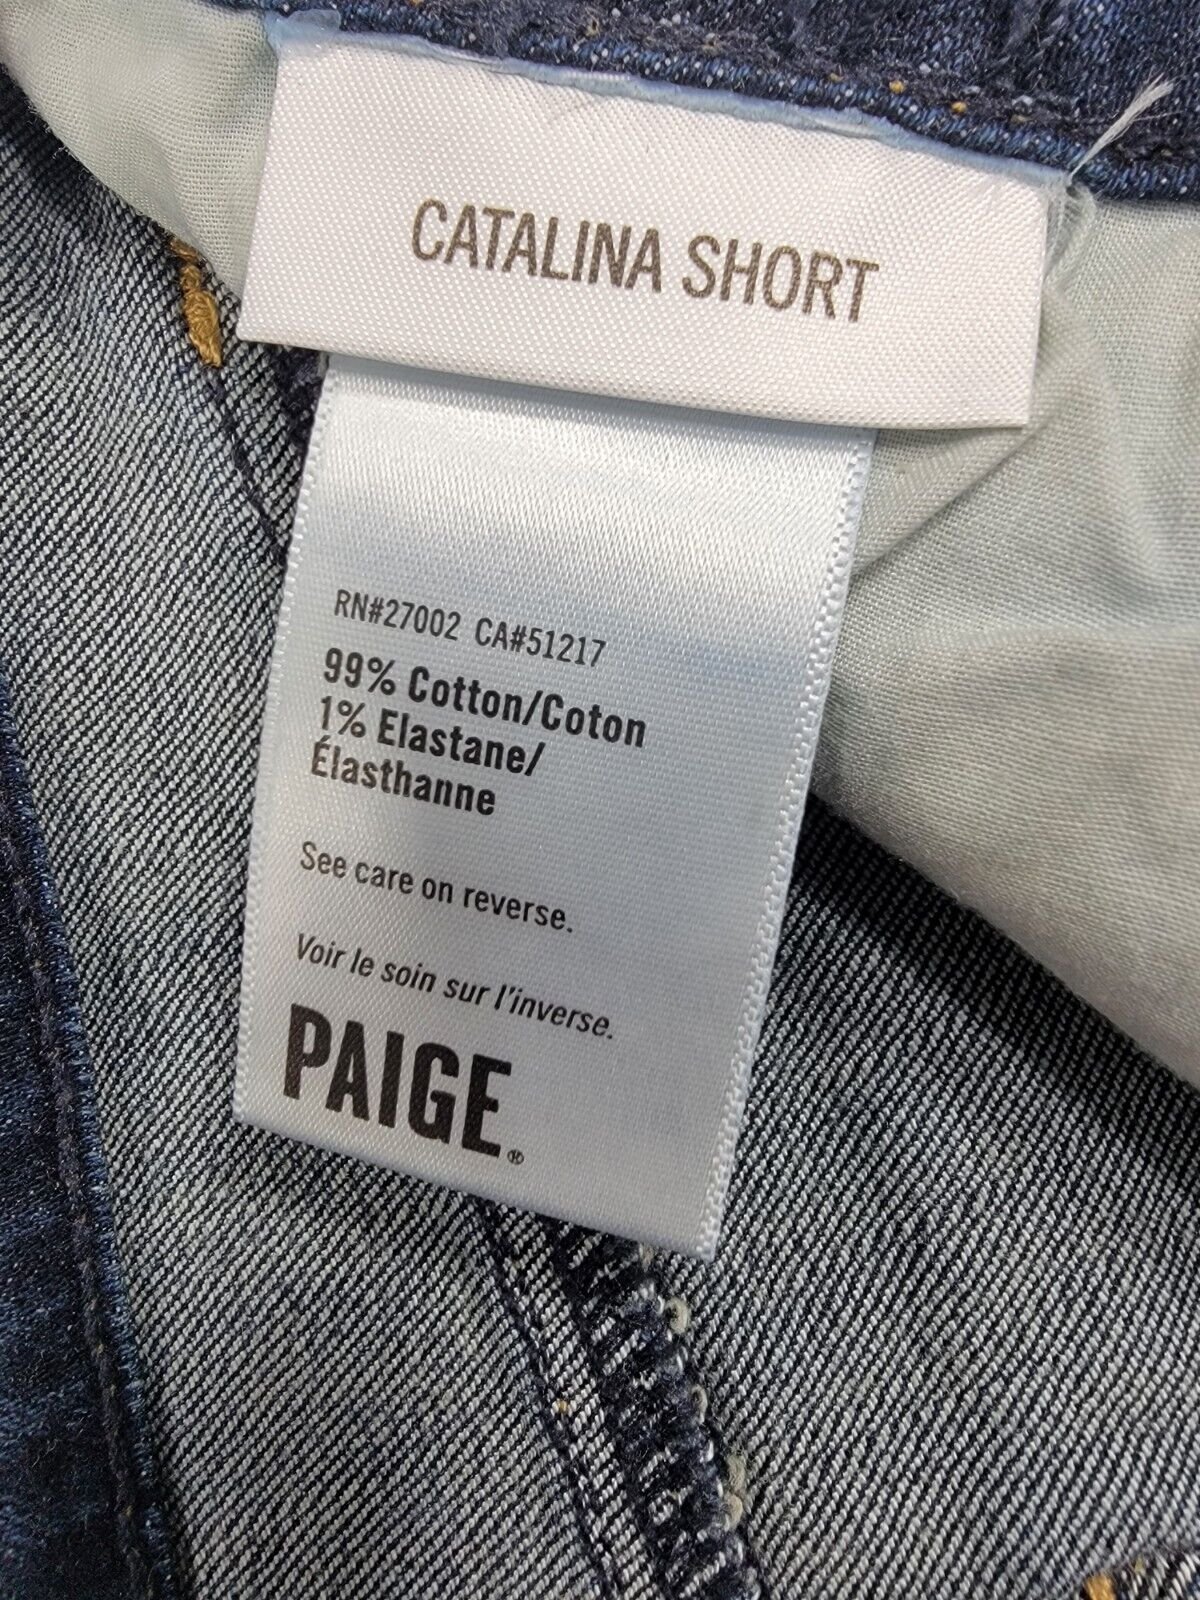 CATALINA SHORT
RN#27002 CA#51217
99% Cotton/Coton
1% Elastane/
Élasthanne
See care on reverse.
Voir le soin sur l'inverse.
PAIGE®